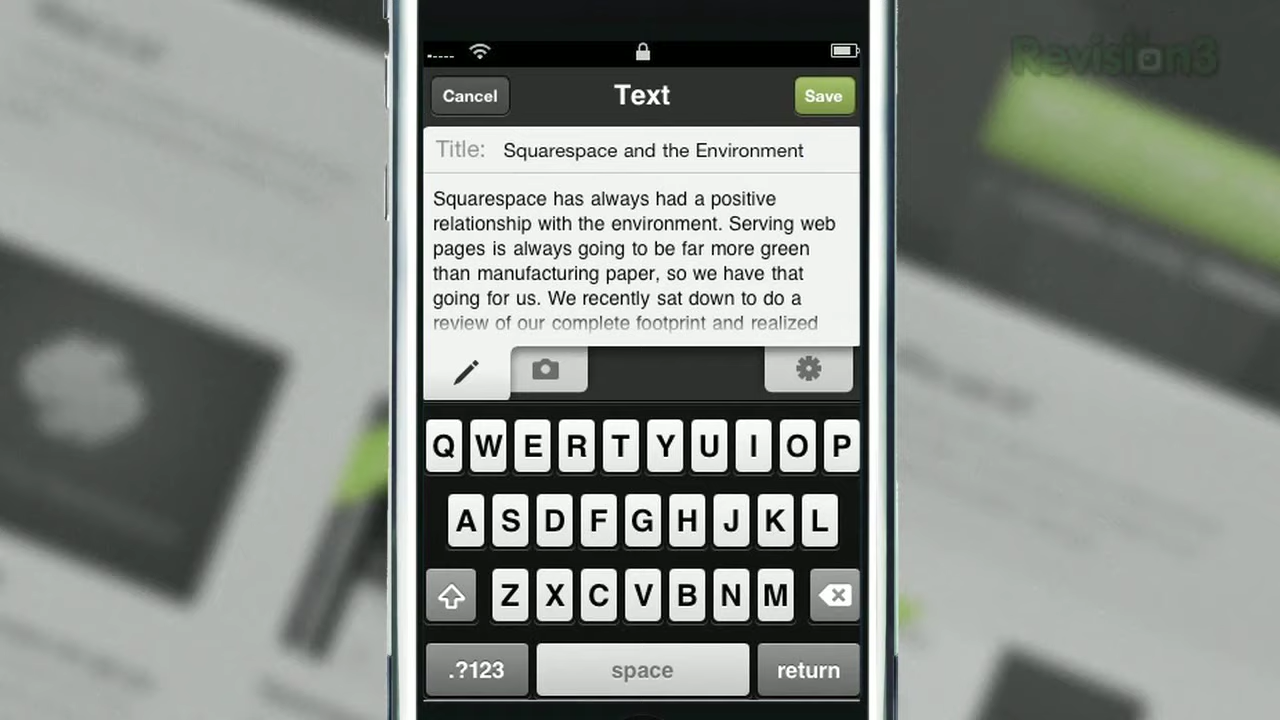 Revision3
Cancel
Text
Save
Title: Squarespace and the Environment
Squarespace has always had a positive
relationship with the environment. Serving web
pages is always going to be far more green
than manufacturing paper, so we have that
going for us. We recently sat down to do a
review of our complete footprint and realized
Q W E R T Y U I O P
A S D F G H J K L
Z X C V B N M
.?123 space return